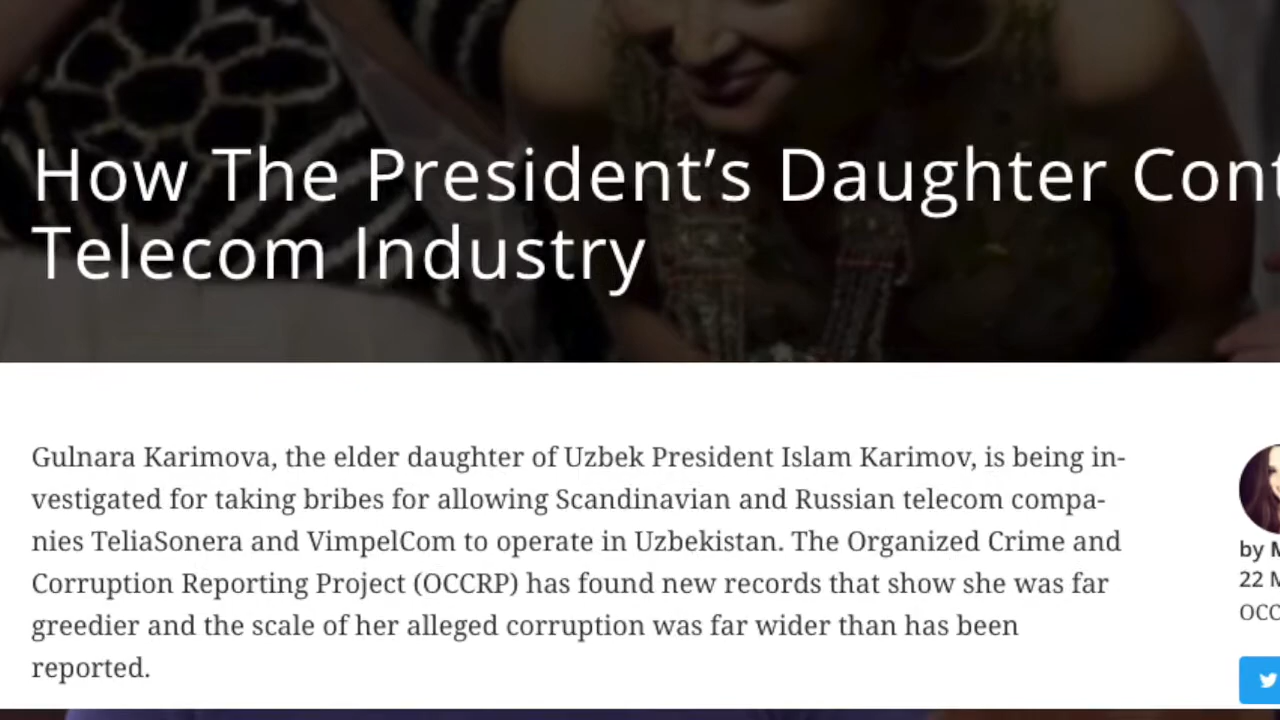 How The President’s Daughter
Telecom Industry
Gulnara Karimova, the elder daughter of Uzbek President Islam Karimov, is being in-
vestigated for taking bribes for allowing Scandinavian and Russian telecom compa-
nies TeliaSonera and VimpelCom to operate in Uzbekistan. The Organized Crime and
Corruption Reporting Project (OCCRP) has found new records that show she was far
greedier and the scale of her alleged corruption was far wider than has been
reported.
by
22